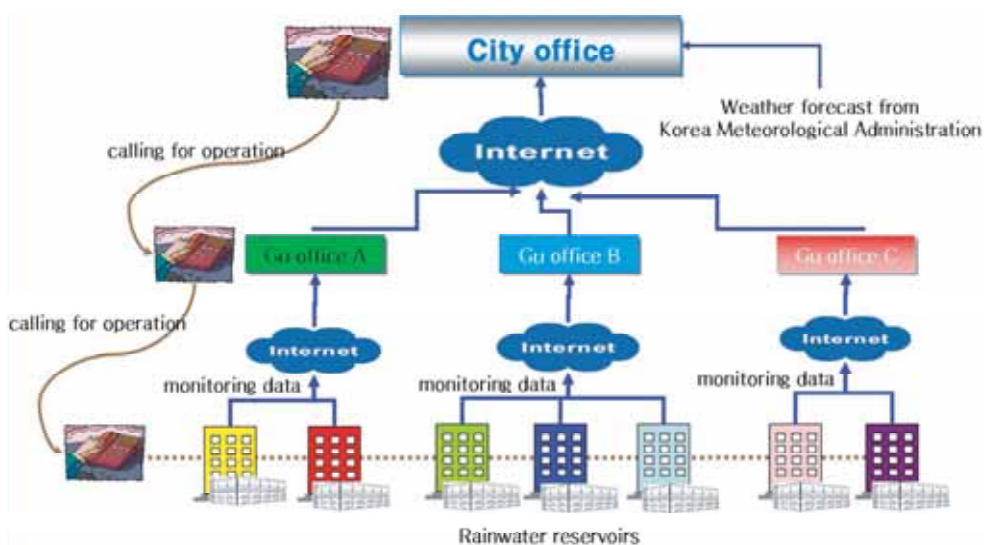 City office
Weather forecast from
Korea Meteorological Administration
Internet
calling for operation
Gu office A
Gu office B
Gu office C
calling for operation
Internet
Internet
Internet
monitoring data
monitoring data
monitoring data
Rainwater reservoirs